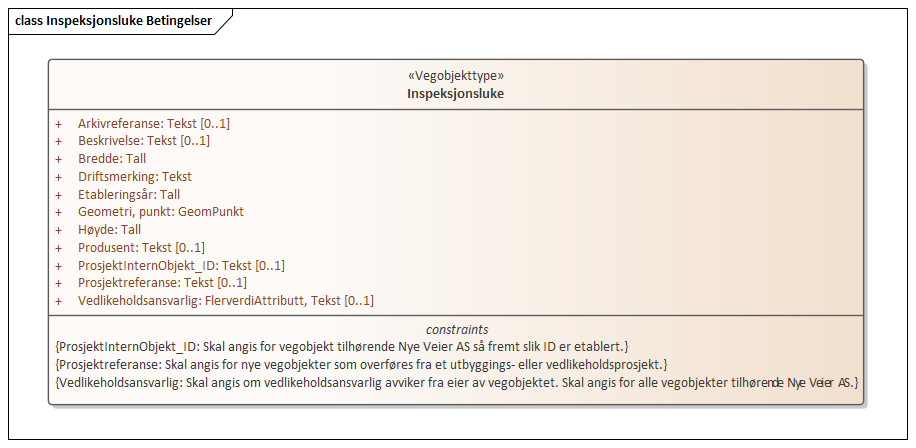 class Inspeksjonsluke Betingelser
«Vegobjekttype»
Inspeksjonsluke
+ Arkivreferanse: Tekst [0..1]
+ Beskrivelse: Tekst [0..1]
+ Bredde: Tall
+ Driftsmerking: Tekst
+ Etableringsår: Tall
+ Geometri, punkt: GeomPunkt
+ Høyde: Tall
+ Produsent: Tekst [0..1]
+ ProsjektInternObjekt_ID: Tekst [0..1]
+ Prosjektreferanse: Tekst [0..1]
+ Vedlikeholdsansvarlig: FlerverdiAttributt, Tekst [0..1]
constraints
{ProsjektInternObjekt_ID: Skal angis for vegobjekt tilhørende Nye Veier AS så fremt slik ID er etablert.}
{Prosjektreferanse: Skal angis for nye vegobjekter som overføres fra et utbyggings- eller vedlikeholdsprosjekt.}
{Vedlikeholdsansvarlig: Skal angis om vedlikeholdsansvarlig avviker fra eier av vegobjektet. Skal angis for alle vegobjekter tilhørende Nye Veier AS.}